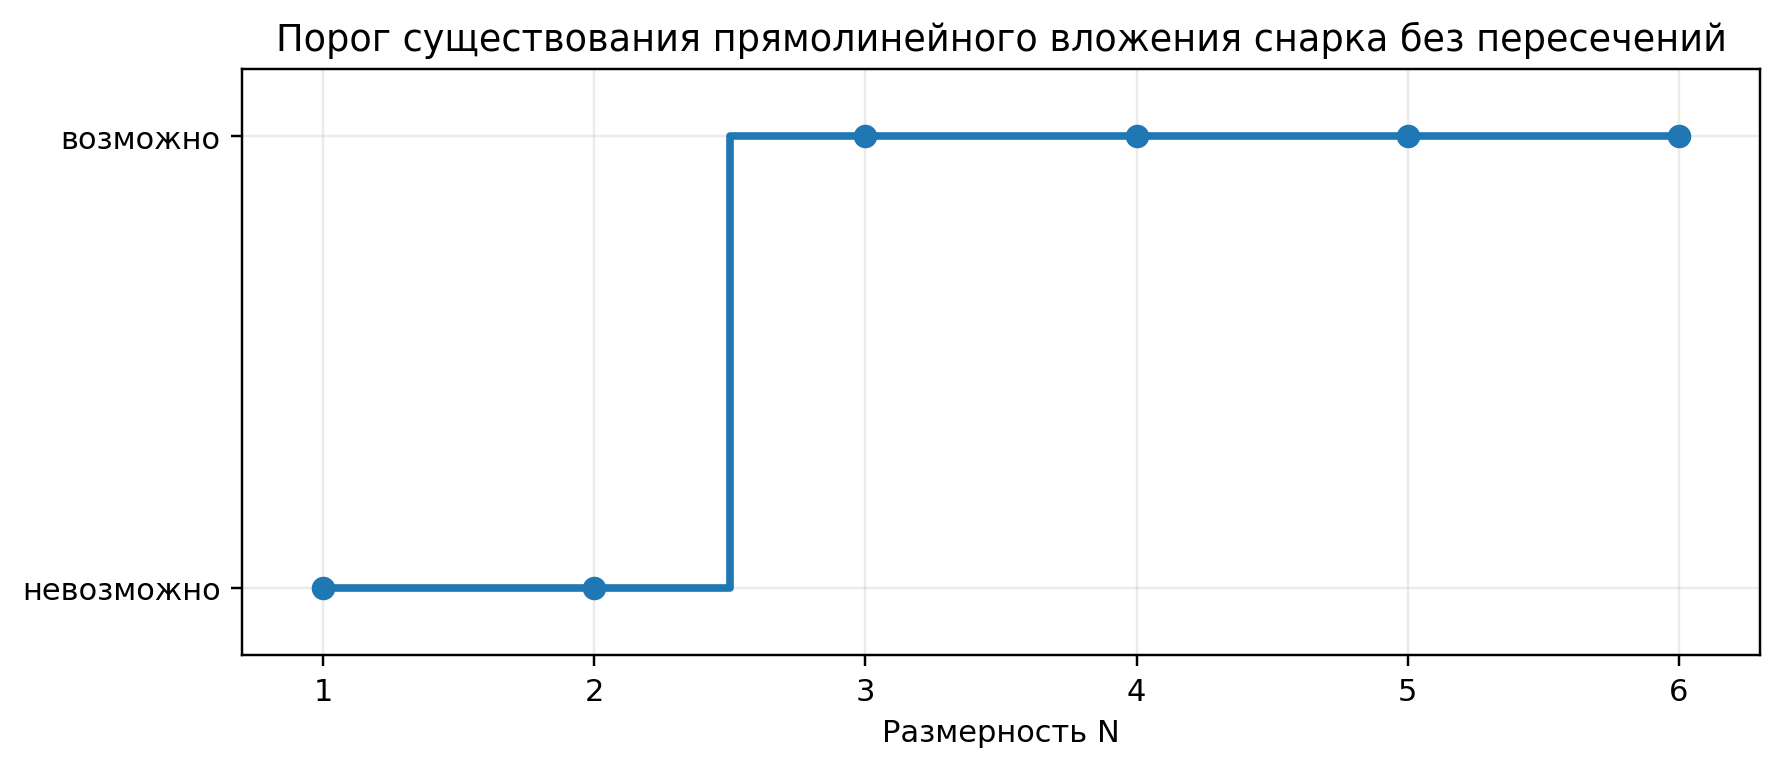 Порог существования прямолинейного вложения снарка без пересечений
возможно
невозможно
1 2 3 4 5 6
Размерность N